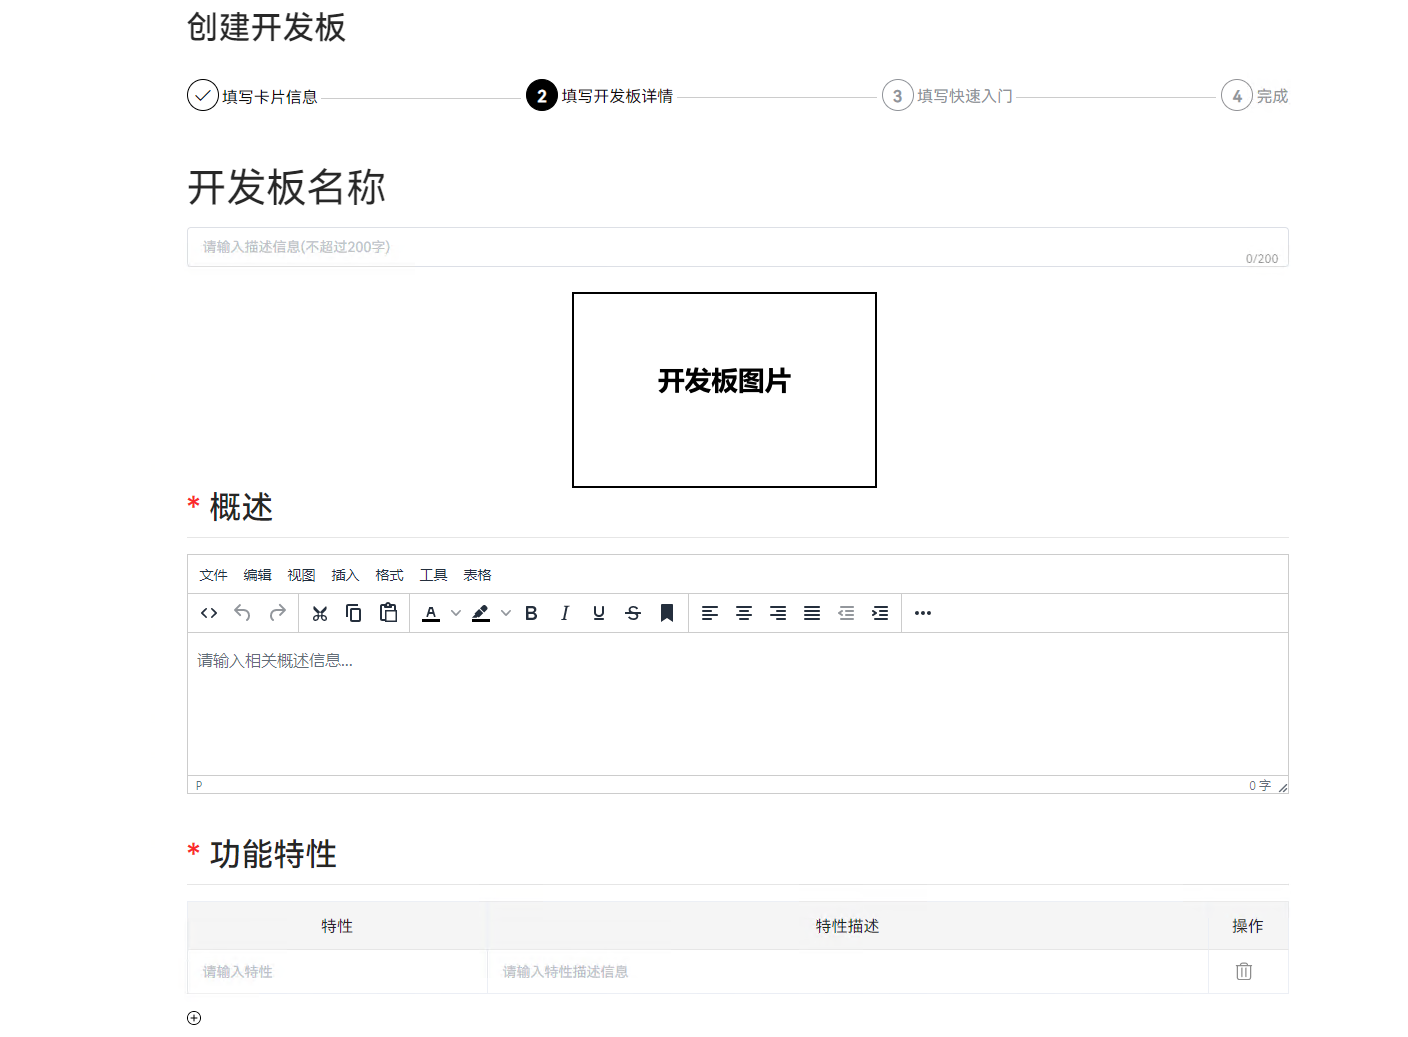 创建开发板
填写卡片信息
2 填写开发板详情
3 填写快速入门
4 完成
开发板名称
请输入描述信息(不超过200字)
0/200
开发板图片
* 概述
文件 编辑 视图 插入 格式 工具 表格
A B I U S
请输入相关概述信息...
P
0 字
* 功能特性
特性 特性描述 操作
请输入特性 请输入特性描述信息